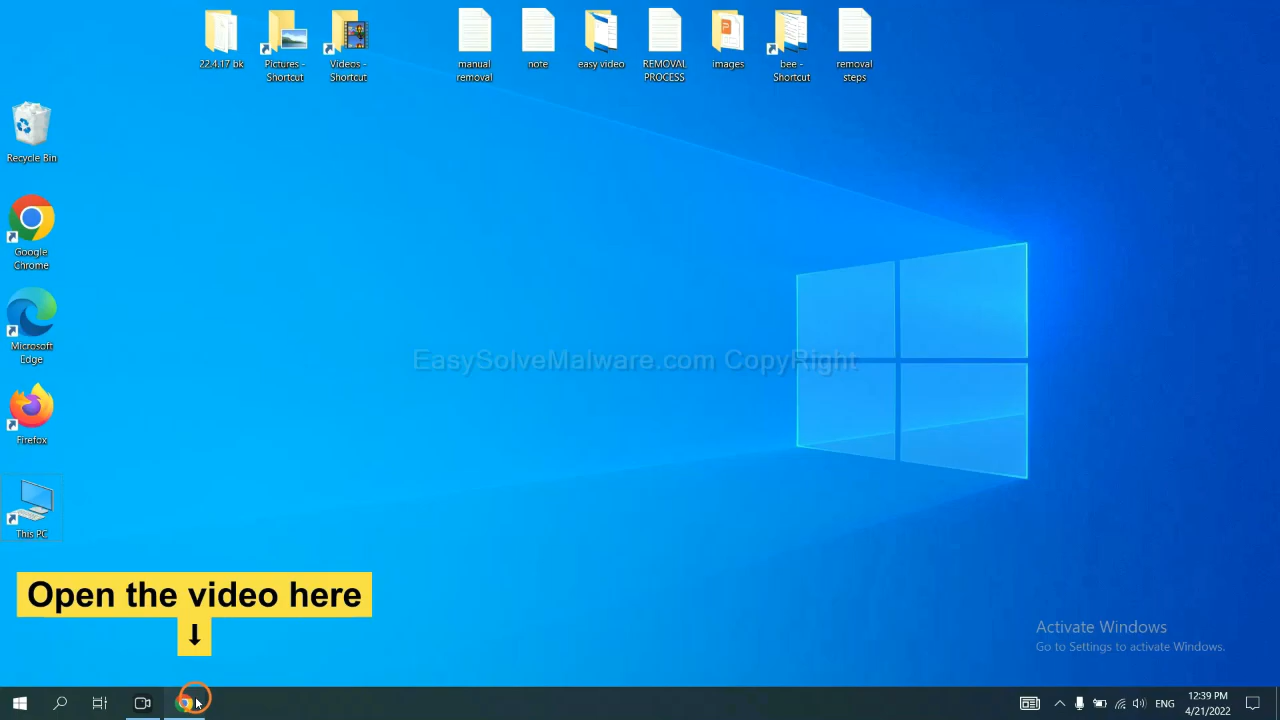 22.4.17 bk
Pictures -
Shortcut
Videos -
Shortcut
manual
removal
note
easy video
REMOVAL
PROCESS
images
bee -
Shortcut
removal
steps
Recycle Bin
Google
Chrome
Microsoft
Edge
Firefox
This PC
EasySolveMalware.com CopyRight
Open the video here
↓
Activate Windows
Go to Settings to activate Windows.
ENG
12:39 PM
4/21/2022